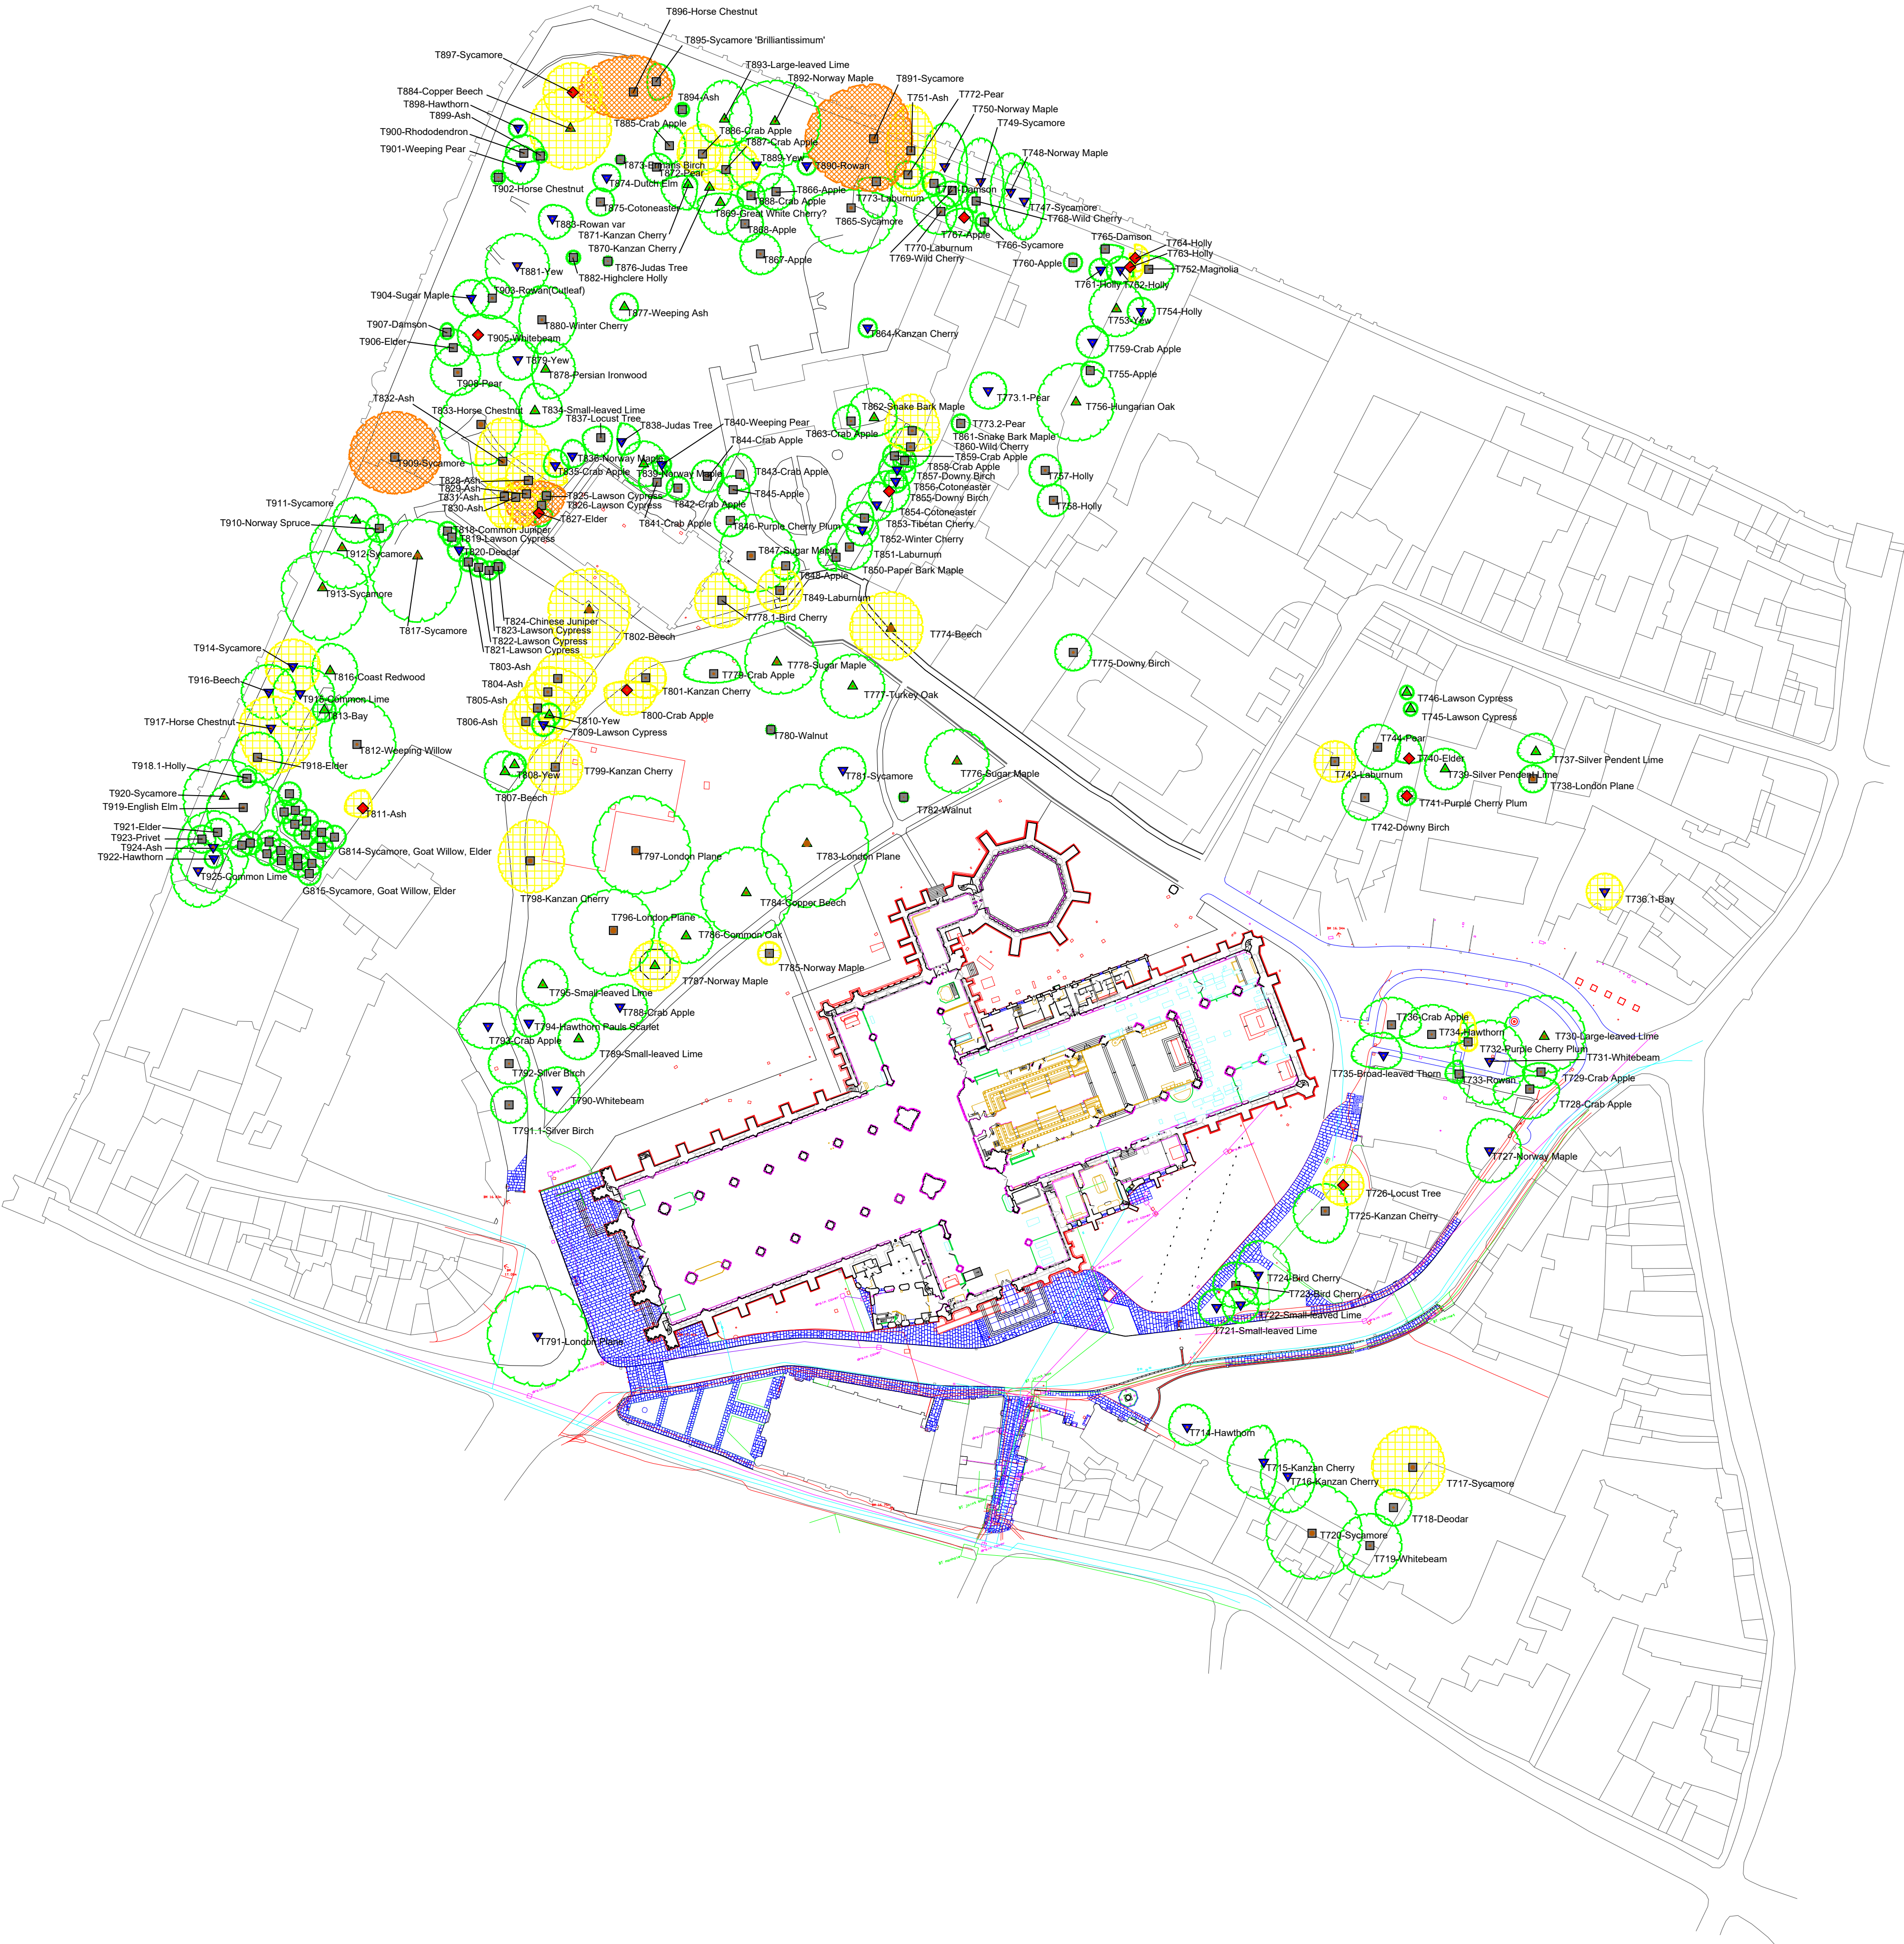 T896-Horse Chestnut
T895-Sycamore 'Brilliantissimum'
T897-Sycamore
T893-Large-leaved Lime
T892-Norway Maple
T891-Sycamore
T884-Copper Beech
T751-Ash
T772-Pear
T894-Ash
T898-Hawthorn
T750-Norway Maple
T899-Ash
T885-Crab Apple
T749-Sycamore
T900-Rhododendron
T886-Crab Apple
T887-Crab Apple
T901-Weeping Pear
T748-Norway Maple
T889-Yew
T873-Ermans Birch
T890-Rowan
T872-Pear
T874-Dutch Elm
T902-Horse Chestnut
T866-Apple
T771-Damson
T773-Laburnum
T888-Crab Apple
T875-Cotoneaster
T768-Wild Cherry
T747-Sycamore
T869-Great White Cherry?
T865-Sycamore
T883-Rowan var
T868-Apple
T871-Kanzan Cherry
T767-Apple
T765-Damson
T764-Holly
T766-Sycamore
T870-Kanzan Cherry
T770-Laburnum
T763-Holly
T769-Wild Cherry
T867-Apple
T876-Judas Tree
T760-Apple
T752-Magnolia
T881-Yew
T882-Highclere Holly
T761-Holly
T762-Holly
T903-Rowan(Cutleaf)
T904-Sugar Maple
T877-Weeping Ash
T754-Holly
T753-Yew
T907-Damson
T880-Winter Cherry
T864-Kanzan Cherry
T905-Whitebeam
T906-Elder
T759-Crab Apple
T879-Yew
T878-Persian Ironwood
T755-Apple
T908-Pear
T773.1-Pear
T832-Ash
T833-Horse Chestnut
T834-Small-leaved Lime
T862-Snake Bark Maple
T756-Hungarian Oak
T837-Locust Tree
T838-Judas Tree
T840-Weeping Pear
T773.2-Pear
T863-Crab Apple
T861-Snake Bark Maple
T844-Crab Apple
T860-Wild Cherry
T836-Norway Maple
T859-Crab Apple
T909-Sycamore
T835-Crab Apple
T839-Norway Maple
T843-Crab Apple
T858-Crab Apple
T757-Holly
T828-Ash
T857-Downy Birch
T829-Ash
T856-Cotoneaster
T831-Ash
T825-Lawson Cypress
T845-Apple
T855-Downy Birch
T911-Sycamore
T830-Ash
T826-Lawson Cypress
T842-Crab Apple
T758-Holly
T827-Elder
T854-Cotoneaster
T910-Norway Spruce
T841-Crab Apple
T846-Purple Cherry Plum
T853-Tibetan Cherry
T818-Common Juniper
T819-Lawson Cypress
T852-Winter Cherry
T912-Sycamore
T820-Deodar
T847-Sugar Maple
T851-Laburnum
T850-Paper Bark Maple
T848-Apple
T913-Sycamore
T849-Laburnum
T824-Chinese Juniper
T778.1-Bird Cherry
T817-Sycamore
T823-Lawson Cypress
T802-Beech
T774-Beech
T822-Lawson Cypress
T821-Lawson Cypress
T914-Sycamore
T803-Ash
T778-Sugar Maple
T775-Downy Birch
T816-Coast Redwood
T779-Crab Apple
T916-Beech
T804-Ash
T801-Kanzan Cherry
T777-Turkey Oak
T915-Common Lime
T746-Lawson Cypress
T805-Ash
T813-Bay
T800-Crab Apple
T745-Lawson Cypress
T917-Horse Chestnut
T806-Ash
T810-Yew
T809-Lawson Cypress
T780-Walnut
T744-Pear
T812-Weeping Willow
T740-Elder
T737-Silver Pendent Lime
T918.1-Holly
T918-Elder
T808-Yew
T799-Kanzan Cherry
T781-Sycamore
T776-Sugar Maple
T743-Laburnum
T739-Silver Pendent Lime
T738-London Plane
T920-Sycamore
T807-Beech
T741-Purple Cherry Plum
T919-English Elm
T811-Ash
T782-Walnut
T742-Downy Birch
T921-Elder
T923-Privet
T924-Ash
T922-Hawthorn
G814-Sycamore, Goat Willow, Elder
T797-London Plane
T783-London Plane
T925-Common Lime
G815-Sycamore, Goat Willow, Elder
T798-Kanzan Cherry
T784-Copper Beech
T736.1-Bay
T796-London Plane
T786-Common Oak
T785-Norway Maple
T787-Norway Maple
T795-Small-leaved Lime
T788-Crab Apple
T736-Crab Apple
T794-Hawthorn Pauls Scarlet
T734-Hawthorn
T730-Large-leaved Lime
T793-Crab Apple
T732-Purple Cherry Plum
T789-Small-leaved Lime
T731-Whitebeam
T792-Silver Birch
T735-Broad-leaved Thorn
T733-Rowan
T729-Crab Apple
T790-Whitebeam
T728-Crab Apple
T791.1-Silver Birch
T727-Norway Maple
T726-Locust Tree
T725-Kanzan Cherry
T724-Bird Cherry
T723-Bird Cherry
T722-Small-leaved Lime
T721-Small-leaved Lime
T791-London Plane
T714-Hawthorn
T715-Kanzan Cherry
T716-Kanzan Cherry
T717-Sycamore
T718-Deodar
T720-Sycamore
T719-Whitebeam